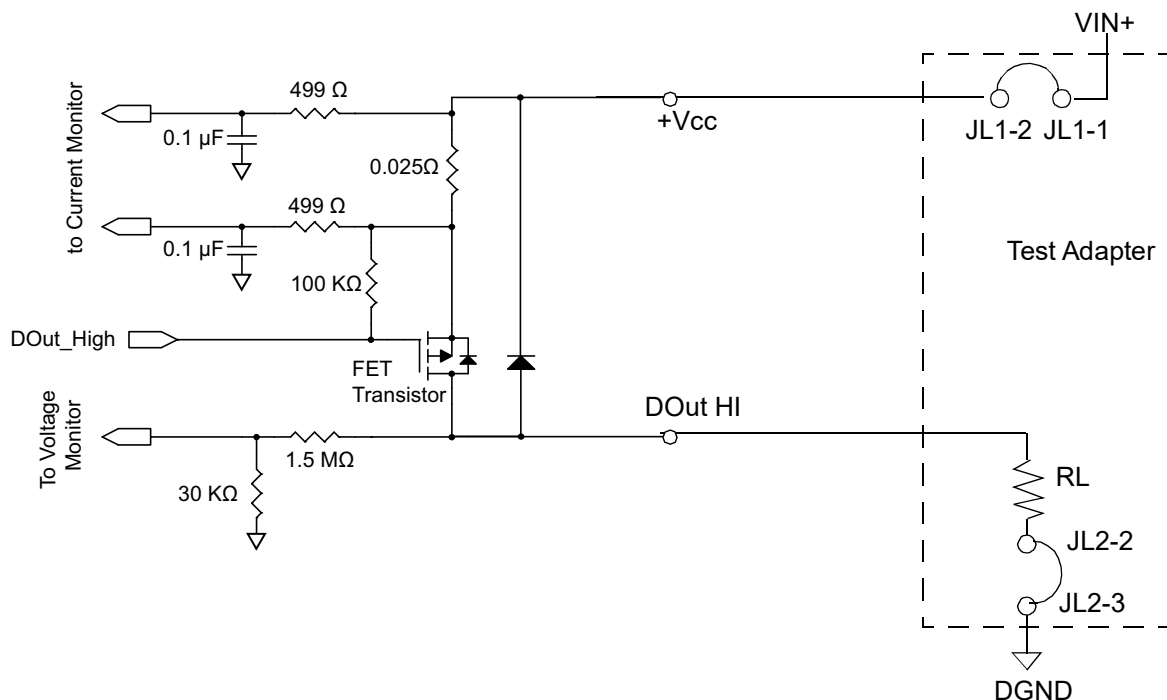 VIN+
499 Ω
0.1 µF
+Vcc
JL1-2 JL1-1
0.025Ω
to Current Monitor
499 Ω
0.1 µF
Test Adapter
100 KΩ
DOut_High
FET
Transistor
DOut HI
To Voltage
Monitor
1.5 MΩ
30 KΩ
RL
JL2-2
JL2-3
DGND